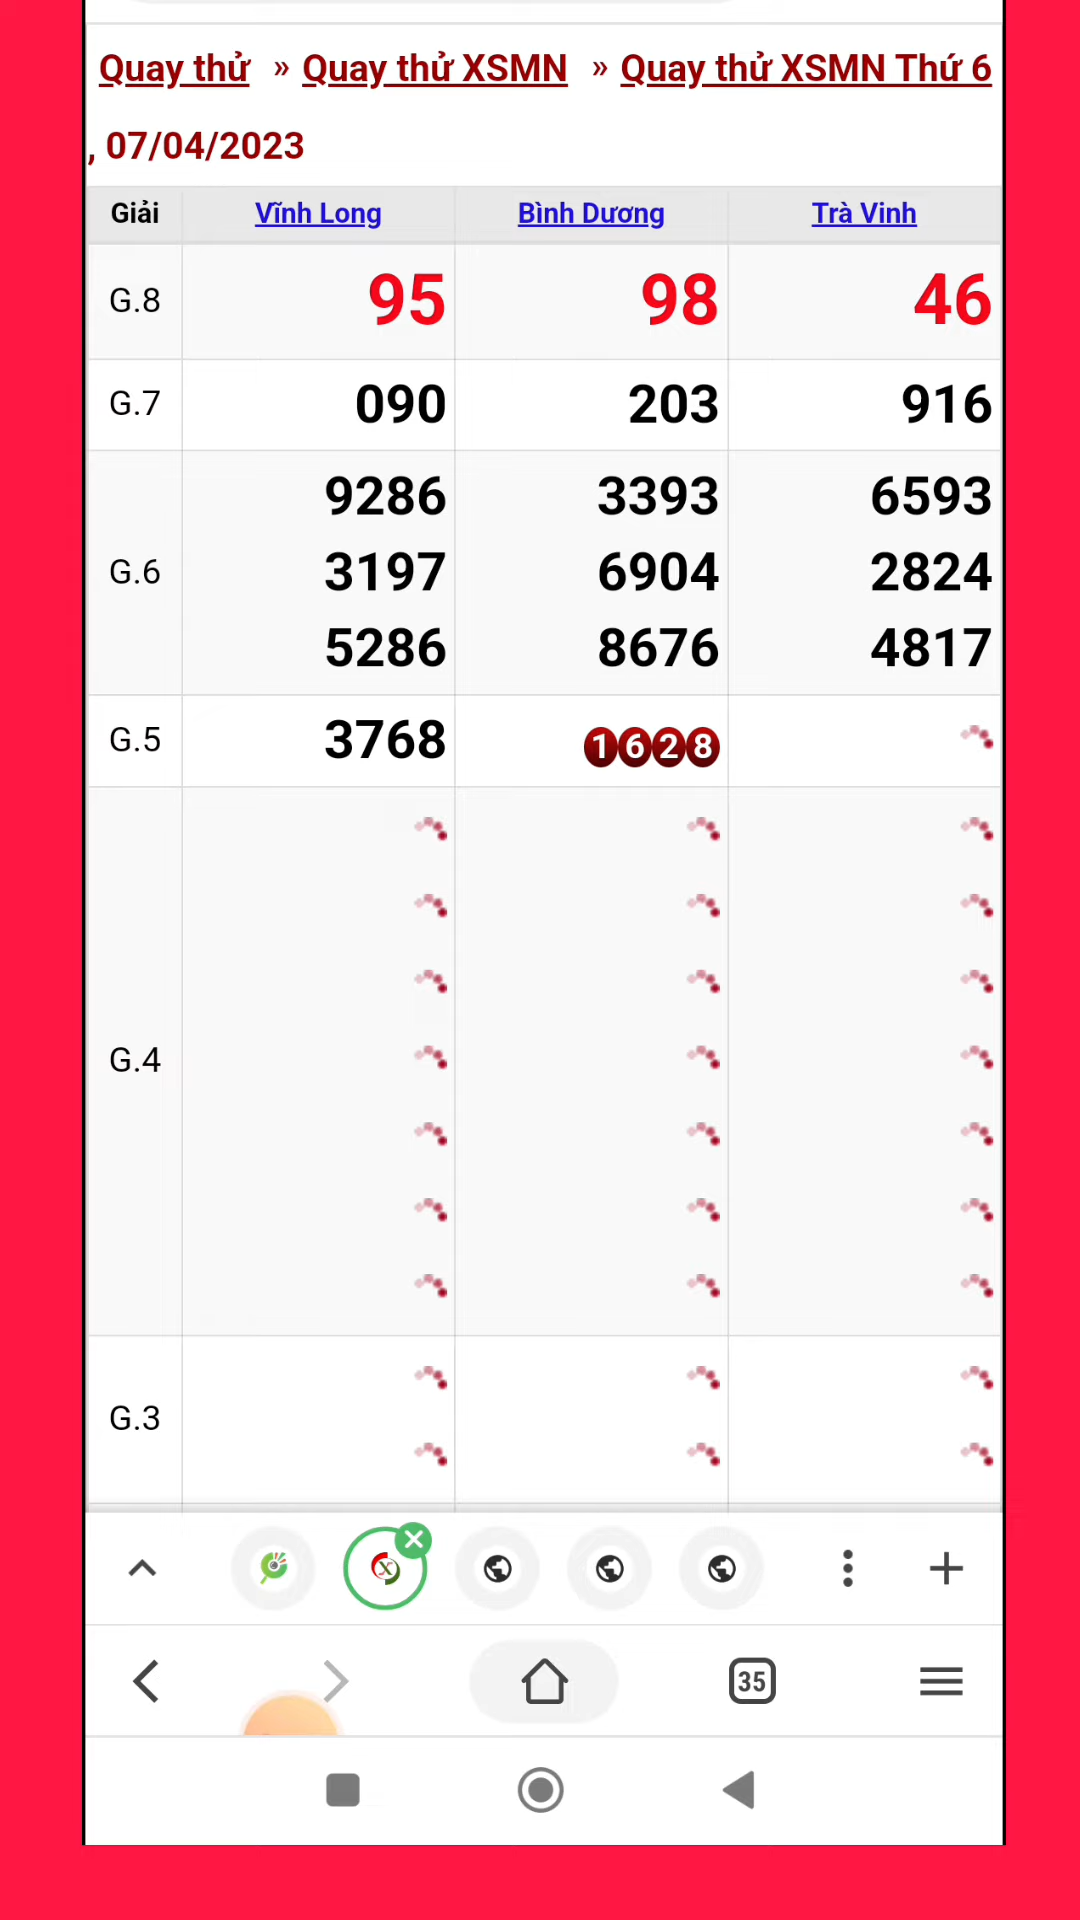 Quay thử » Quay thử XSMN » Quay thử XSMN Thứ 6
, 07/04/2023
Giải Vĩnh Long Bình Dương Trà Vinh
G.8 95 98 46
G.7 090 203 916
9286 3393 6593
G.6 3197 6904 2824
5286 8676 4817
G.5 3768 1628
G.4
G.3
X
35